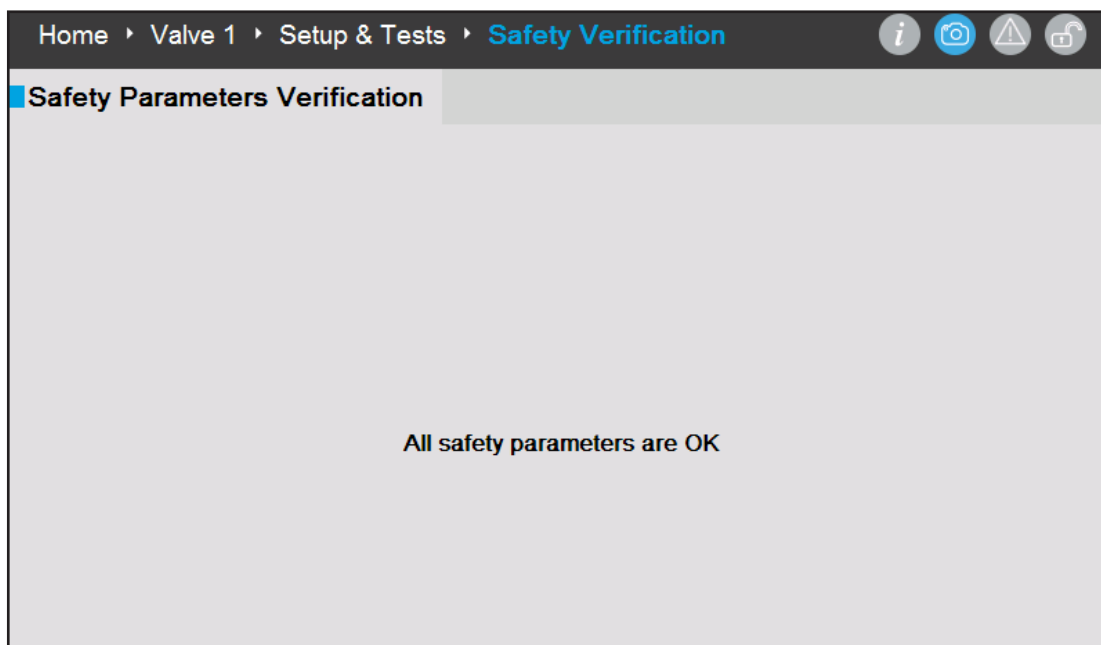 Home ‣ Valve 1 ‣ Setup & Tests ‣ Safety Verification
Safety Parameters Verification
All safety parameters are OK